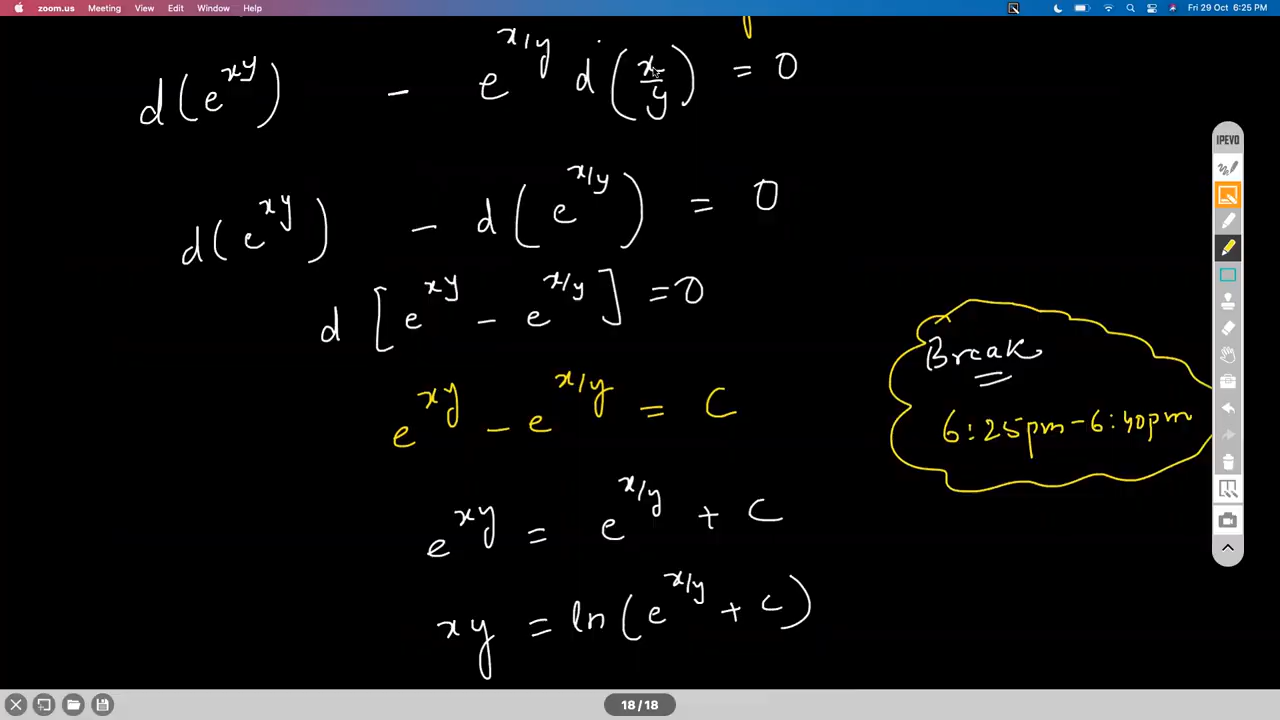 zoom.us Meeting View Edit Window Help Fri 29 Oct 6:25 PM
d(e^{xy}) - e^{x/y} d(x/y) = 0
IPEVO
d(e^{xy}) - d(e^{x/y}) = 0
d[e^{xy} - e^{x/y}] = 0
Break
e^{xy} - e^{x/y} = C
6:25pm-6:40pm
e^{xy} = e^{x/y} + C
xy = ln(e^{x/y} + C)
18/18